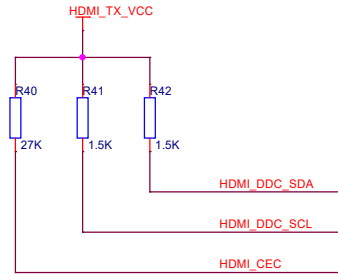 HDMI_TX_VCC
R40 R41 R42
27K 1.5K 1.5K
HDMI_DDC_SDA
HDMI_DDC_SCL
HDMI_CEC